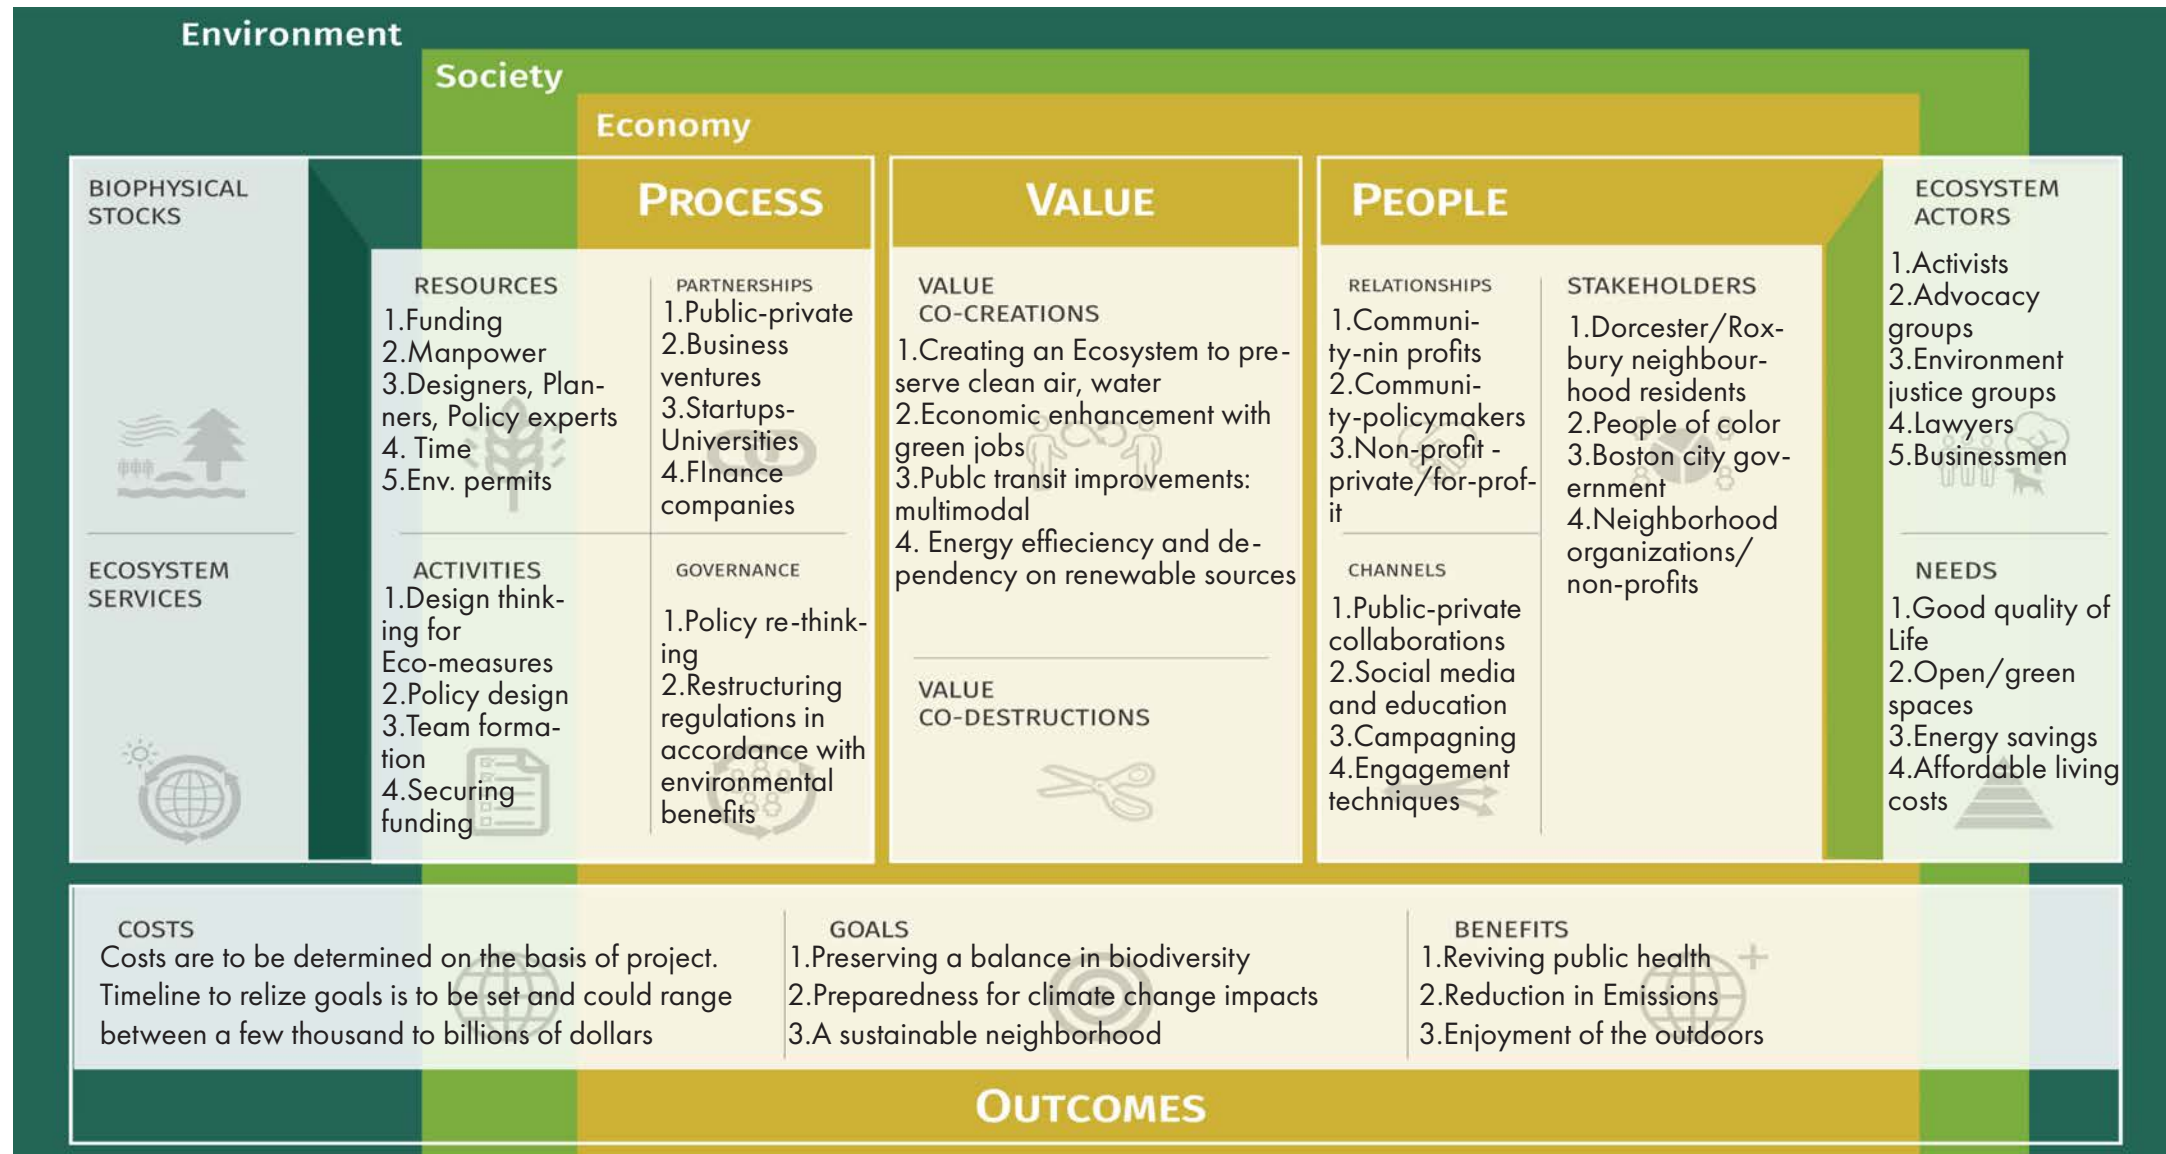 Environment
Society
Economy
BIOPHYSICAL
STOCKS
ECOSYSTEM
SERVICES
PROCESS
RESOURCES
1.Funding
2.Manpower
3.Designers, Plan-
ners, Policy experts
4. Time
5.Env. permits
PARTNERSHIPS
1.Public-private
2.Business
ventures
3.Startups-
Universities
4.FInance
companies
ACTIVITIES
1.Design think-
ing for
Eco-measures
2.Policy design
3.Team forma-
tion
4.Securing
funding
GOVERNANCE
1.Policy re-think-
ing
2.Restructuring
regulations in
accordance with
environmental
benefits
VALUE
VALUE
CO-CREATIONS
1.Creating an Ecosystem to pre-
serve clean air, water
2.Economic enhancement with
green jobs
3.Publc transit improvements:
multimodal
4. Energy effieciency and de-
pendency on renewable sources
VALUE
CO-DESTRUCTIONS
PEOPLE
RELATIONSHIPS
1.Communi-
ty-nin profits
2.Communi-
ty-policymakers
3.Non-profit -
private/for-prof-
it
STAKEHOLDERS
1.Dorcester/Rox-
bury neighbour-
hood residents
2.People of color
3.Boston city gov-
ernment
4.Neighborhood
organizations/
non-profits
CHANNELS
1.Public-private
collaborations
2.Social media
and education
3.Campagning
4.Engagement
techniques
ECOSYSTEM
ACTORS
1.Activists
2.Advocacy
groups
3.Environment
justice groups
4.Lawyers
5.Businessmen
NEEDS
1.Good quality of
Life
2.Open/green
spaces
3.Energy savings
4.Affordable living
costs
COSTS
Costs are to be determined on the basis of project.
Timeline to relize goals is to be set and could range
between a few thousand to billions of dollars
GOALS
1.Preserving a balance in biodiversity
2.Preparedness for climate change impacts
3.A sustainable neighborhood
BENEFITS
1.Reviving public health
2.Reduction in Emissions
3.Enjoyment of the outdoors
OUTCOMES